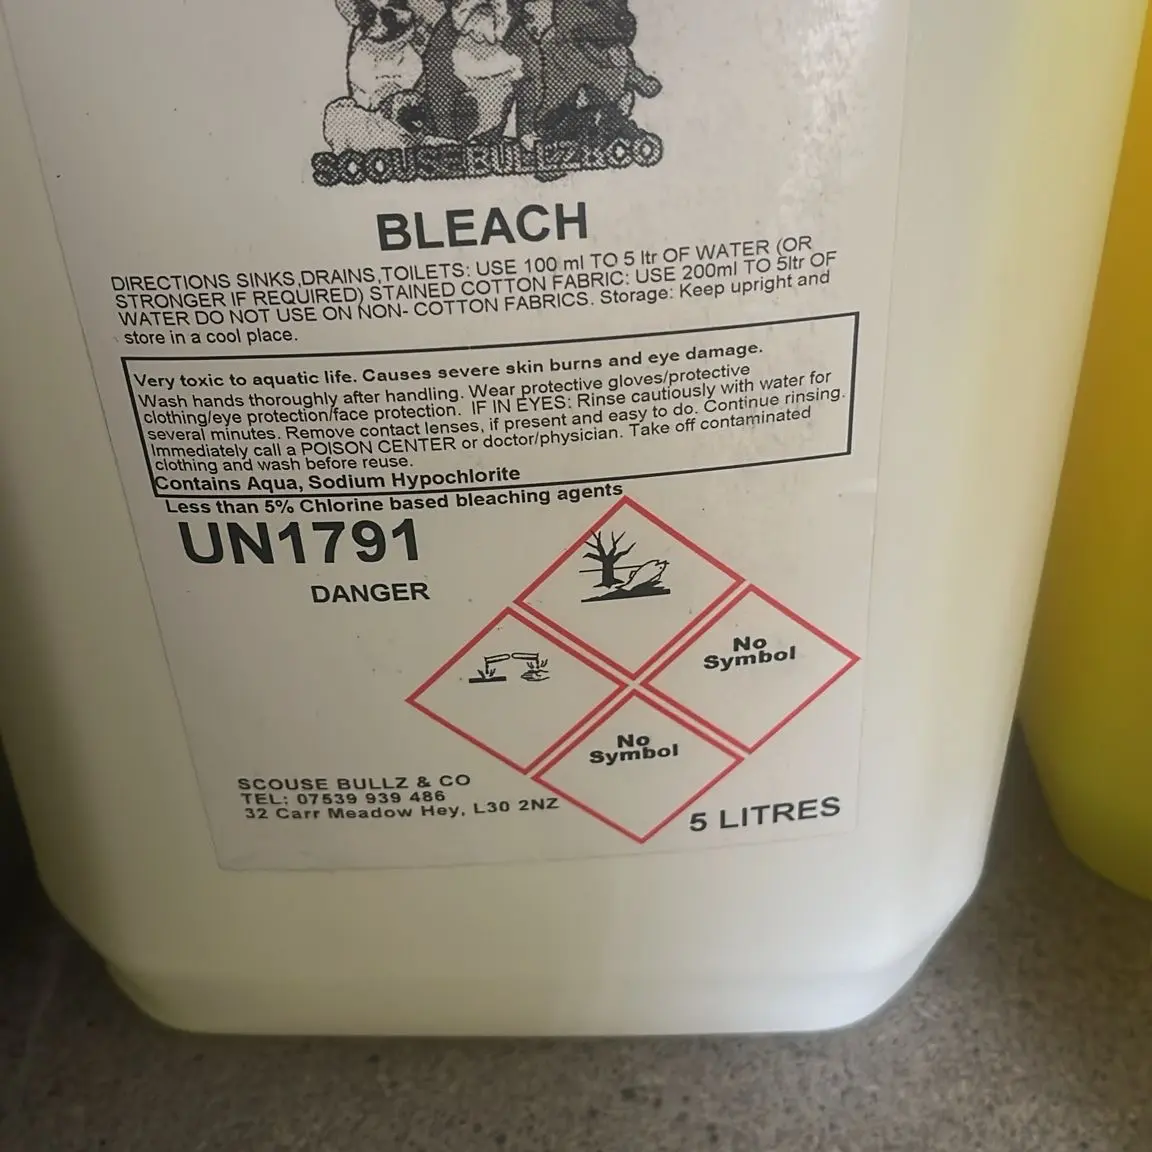 SCOUSE BULLZ & CO
BLEACH
DIRECTIONS SINKS,DRAINS,TOILETS: USE 100 ml TO 5 ltr OF WATER (OR
STRONGER IF REQUIRED) STAINED COTTON FABRIC: USE 200ml TO 5ltr OF
WATER DO NOT USE ON NON- COTTON FABRICS. Storage: Keep upright and
store in a cool place.
Very toxic to aquatic life. Causes severe skin burns and eye damage.
Wash hands thoroughly after handling. Wear protective gloves/protective
clothing/eye protection/face protection. IF IN EYES: Rinse cautiously with water for
several minutes. Remove contact lenses, if present and easy to do. Continue rinsing.
Immediately call a POISON CENTER or doctor/physician. Take off contaminated
clothing and wash before reuse.
Contains Aqua, Sodium Hypochlorite
Less than 5% Chlorine based bleaching agents
UN1791
DANGER
No
Symbol
No
Symbol
SCOUSE BULLZ & CO
TEL: 07539 939 486
32 Carr Meadow Hey, L30 2NZ
5 LITRES